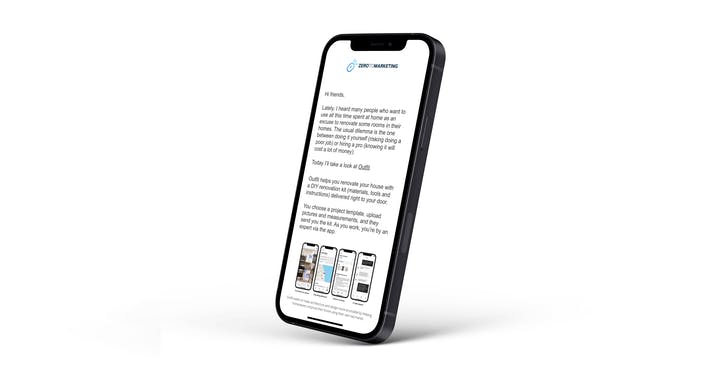 ZEROTOMARKETING
Hi friends,
Lately, I heard many people who want to
use all this time spent at home as an
excuse to renovate some rooms in their
homes. The usual dilemma is the one
between doing it yourself (risking doing a
poor job) or hiring a pro (knowing it will
cost a lot of money).
Today I'll take a look at Outfit.
Outfit helps you renovate your house with
a DIY renovation kit (materials, tools and
instructions) delivered right to your door.
You choose a project template, upload
pictures and measurements, and they
send you the kit. As you work, you're by an
expert via the app.